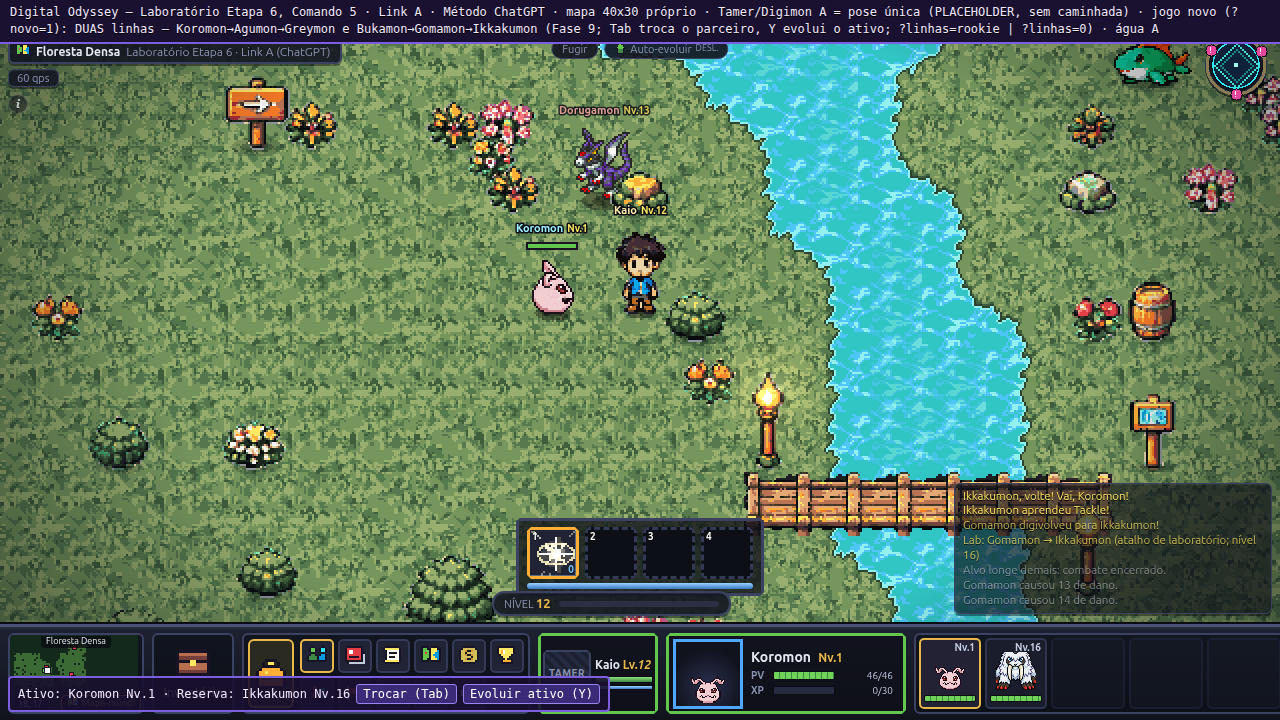 Digital Odyssey — Laboratório Etapa 6, Comando 5 · Link A · Método ChatGPT · mapa 40x30 próprio · Tamer/Digimon A = pose única (PLACEHOLDER, sem caminhada) · jogo novo (?
novo=1): DUAS linhas — Koromon→Agumon→Greymon e Bukamon→Gomamon→Ikkakumon (Fase 9; Tab troca o parceiro, Y evolui o ativo; ?linhas=rookie | ?linhas=0) · água A
Floresta Densa Laboratório Etapa 6 · Link A (ChatGPT)
Fugir
Auto-evoluir DESL.
60 qps
i
Dorugamon Nv.13
Kaio Nv.12
Koromon Nv.1
Ikkakumon, volte! Vai, Koromon!
Ikkakumon aprendeu Tackle!
Gomamon digivolveu para Ikkakumon!
Lab: Gomamon → Ikkakumon (atalho de laboratório; nível
16)
Alvo longe demais: combate encerrado.
Gomamon causou 13 de dano.
Gomamon causou 14 de dano.
1 2 3 4
0
NÍVEL 12
Floresta Densa
TAMER
Kaio Lv.12
Koromon Nv.1
PV 46/46
XP 0/30
Nv.1
Nv.16
Ativo: Koromon Nv.1 · Reserva: Ikkakumon Nv.16 Trocar (Tab) Evoluir ativo (Y)